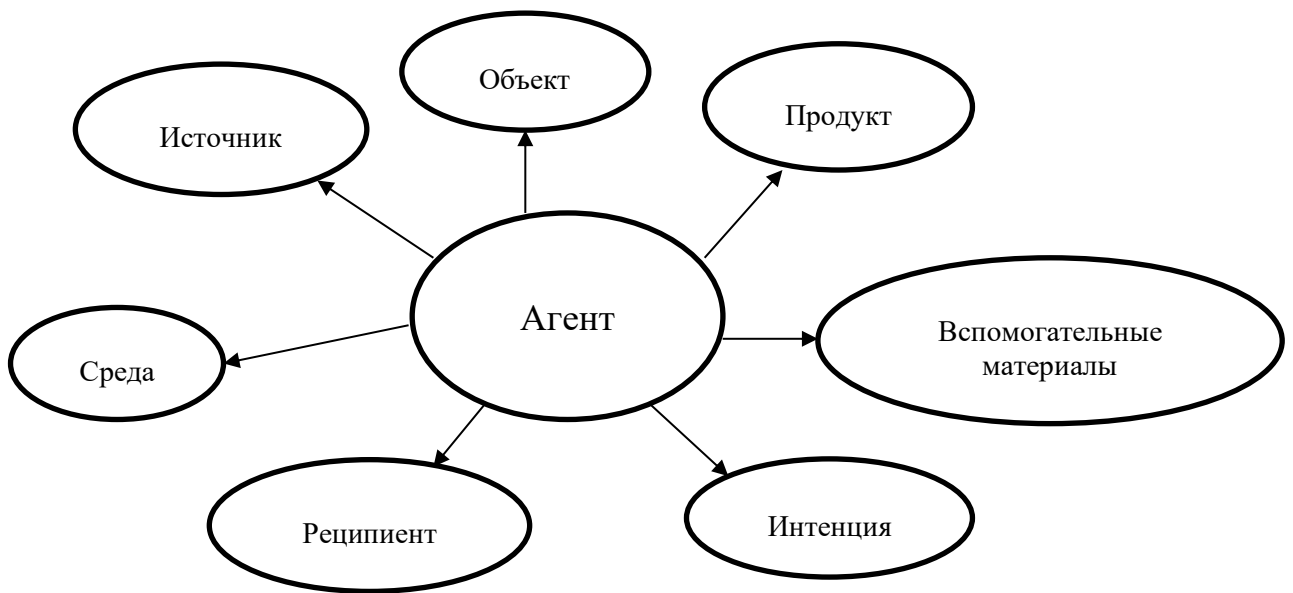 Объект
Продукт
Источник
Агент
Вспомогательные
материалы
Среда
Реципиент
Интенция